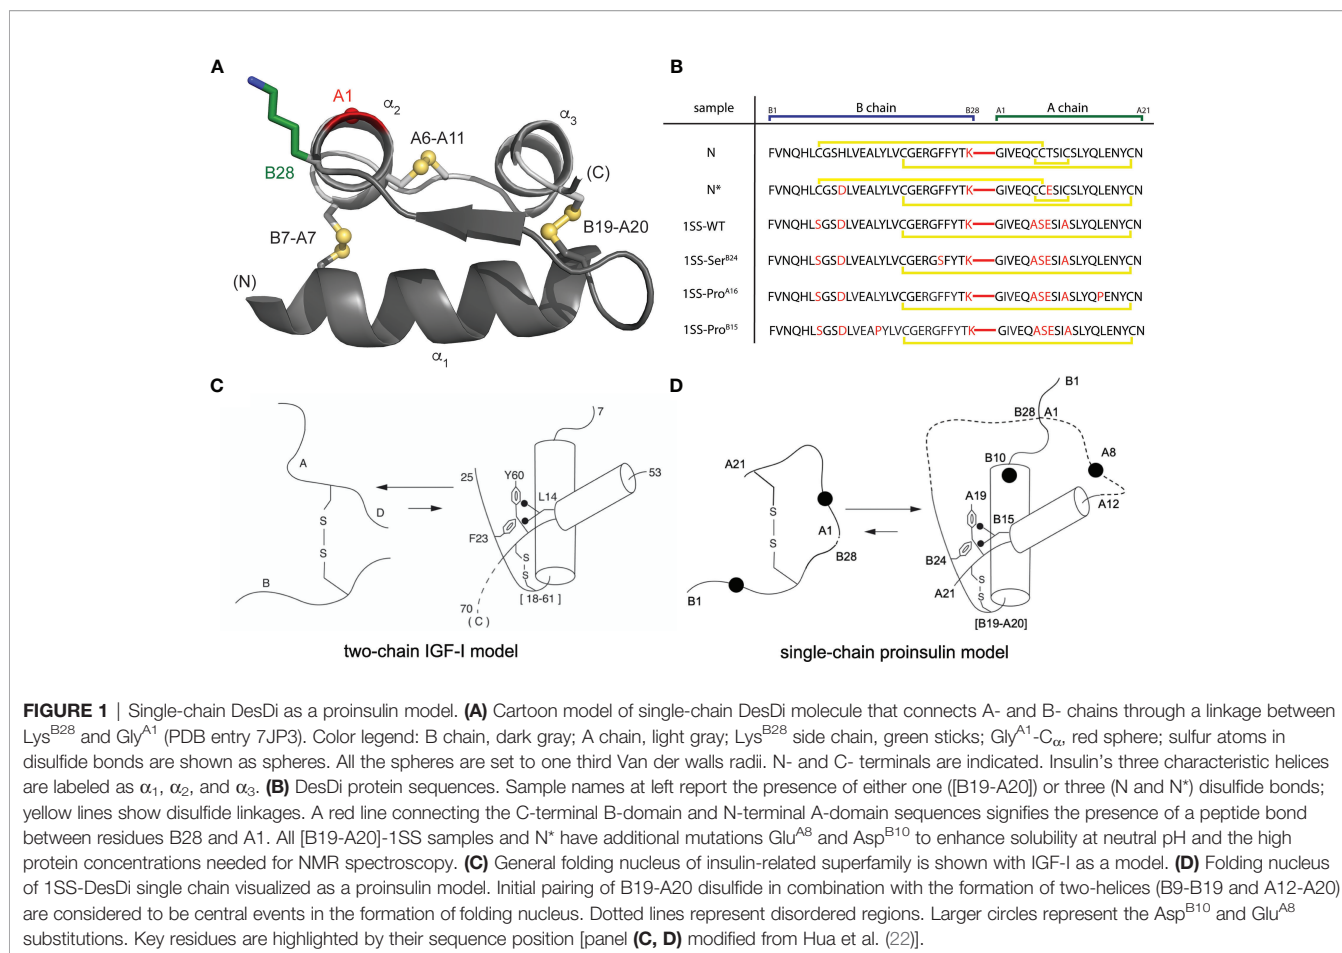 A
A1
α2
α3
A6-A11
(C)
B28
B7-A7
B19-A20
(N)
α1
B
sample
B1
B chain
B28
A1
A chain
A21
N
FVNQHLCGSHLVEALYLVCGERGFFYTK GIVEQCCTSICSLYQLENYCN
N*
FVNQHLCGSDLVEALYLVCGERGFFYTK GIVEQCCESICSLYQLENYCN
1SS-WT
FVNQHLSGSDLVEALYLVCGERGFFYTK GIVEQASESIASLYQLENYCN
1SS-SerB24
FVNQHLSGSDLVEALYLVCGERGSFYTK GIVEQASESIASLYQLENYCN
1SS-ProA16
FVNQHLSGSDLVEALYLVCGERGFFYTK GIVEQASESIASLYQPENYCN
1SS-ProB15
FVNQHLSGSDLVEAPYLVCGERGFFYTK GIVEQASESIASLYQLENYCN
C
A
S
S
D
B
7
25
Y60
L14
53
F23
S
S
[ 18-61 ]
70
( C )
two-chain IGF-I model
D
A21
S
S
A1
B28
B1
B1
B28
A1
B10
A8
A19
A12
B15
B24
A21
S
S
[B19-A20]
single-chain proinsulin model
FIGURE 1 | Single-chain DesDi as a proinsulin model. (A) Cartoon model of single-chain DesDi molecule that connects A- and B- chains through a linkage between
LysB28 and GlyA1 (PDB entry 7JP3). Color legend: B chain, dark gray; A chain, light gray; LysB28 side chain, green sticks; GlyA1-Cα, red sphere; sulfur atoms in
disulfide bonds are shown as spheres. All the spheres are set to one third Van der walls radii. N- and C- terminals are indicated. Insulin's three characteristic helices
are labeled as α1, α2, and α3. (B) DesDi protein sequences. Sample names at left report the presence of either one ([B19-A20]) or three (N and N*) disulfide bonds;
yellow lines show disulfide linkages. A red line connecting the C-terminal B-domain and N-terminal A-domain sequences signifies the presence of a peptide bond
between residues B28 and A1. All [B19-A20]-1SS samples and N* have additional mutations GluA8 and AspB10 to enhance solubility at neutral pH and the high
protein concentrations needed for NMR spectroscopy. (C) General folding nucleus of insulin-related superfamily is shown with IGF-I as a model. (D) Folding nucleus
of 1SS-DesDi single chain visualized as a proinsulin model. Initial pairing of B19-A20 disulfide in combination with the formation of two-helices (B9-B19 and A12-A20)
are considered to be central events in the formation of folding nucleus. Dotted lines represent disordered regions. Larger circles represent the AspB10 and GluA8
substitutions. Key residues are highlighted by their sequence position [panel (C, D) modified from Hua et al. (22)].